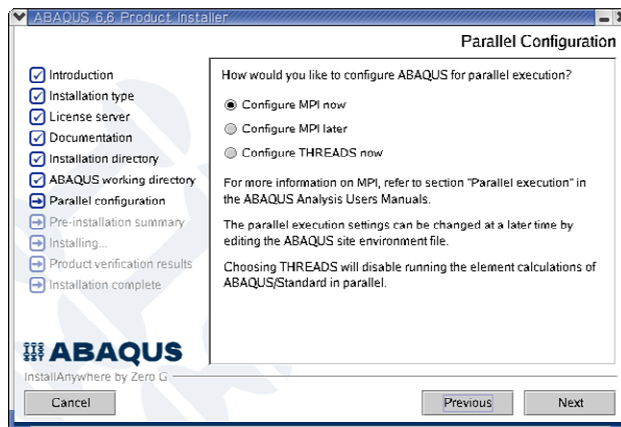 ABAQUS 6.6 Product Installer
Parallel Configuration
Introduction
Installation type
License server
Documentation
Installation directory
ABAQUS working directory
Parallel configuration
Pre-installation summary
Installing...
Product verification results
Installation complete
How would you like to configure ABAQUS for parallel execution?
Configure MPI now
Configure MPI later
Configure THREADS now
For more information on MPI, refer to section "Parallel execution" in
the ABAQUS Analysis Users Manuals.
The parallel execution settings can be changed at a later time by
editing the ABAQUS site environment file.
Choosing THREADS will disable running the element calculations of
ABAQUS/Standard in parallel.
ABAQUS
InstallAnywhere by Zero G
Cancel
Previous
Next